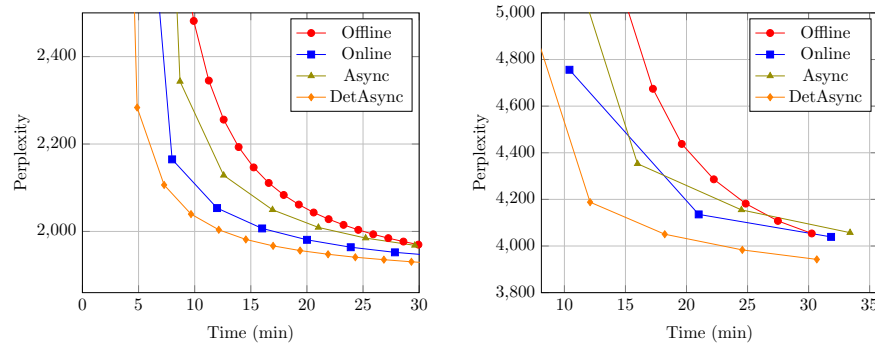 2,500
Offline
Online
Async
DetAsync
2,400
2,200
2,000
Perplexity
0 5 10 15 20 25 30
Time (min)
5,000
Offline
Online
Async
DetAsync
4,800
4,600
4,400
4,200
4,000
3,800
Perplexity
10 15 20 25 30 35
Time (min)